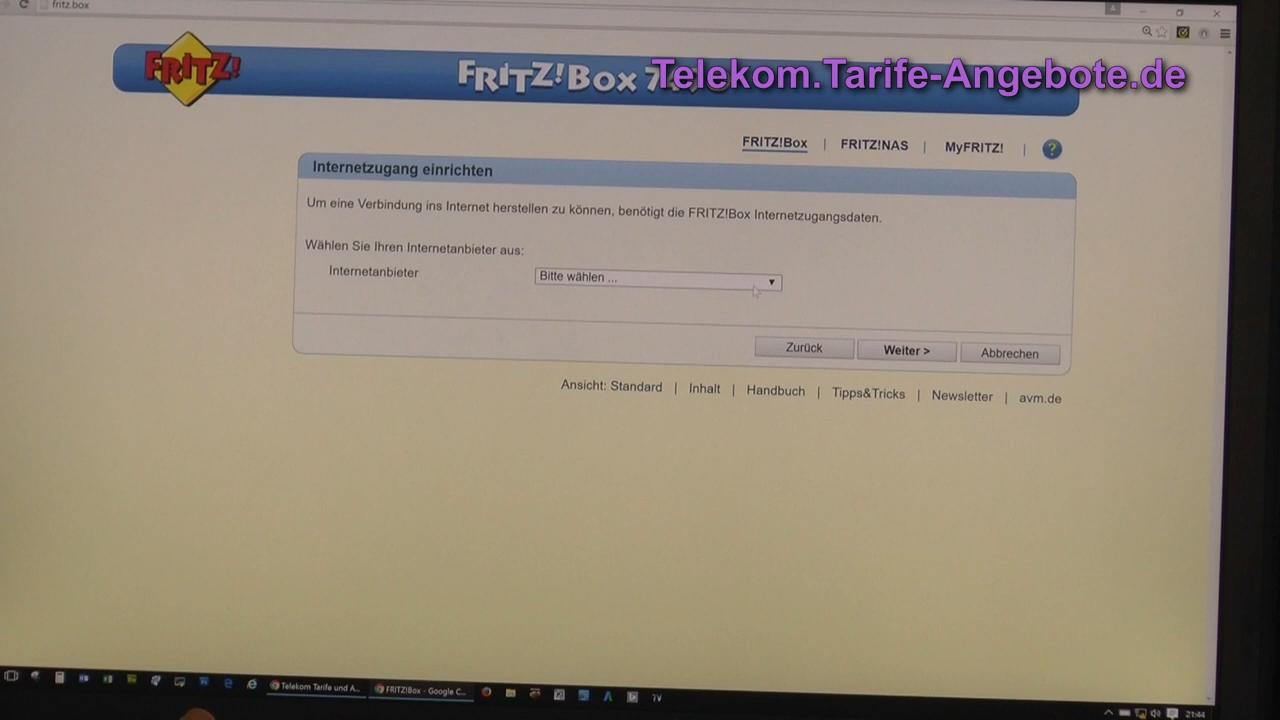 fritz.box
FRITZ!
FRITZ!Box
Telekom.Tarife-Angebote.de
FRITZ!Box | FRITZ!NAS | MyFRITZ! | ?
Internetzugang einrichten
Um eine Verbindung ins Internet herstellen zu können, benötigt die FRITZ!Box Internetzugangsdaten.
Wählen Sie Ihren Internetanbieter aus:
Internetanbieter Bitte wählen ...
Zurück Weiter > Abbrechen
Ansicht: Standard | Inhalt | Handbuch | Tipps&Tricks | Newsletter | avm.de
Telekom Tarife und A... FRITZ!Box - Google C...
21:44